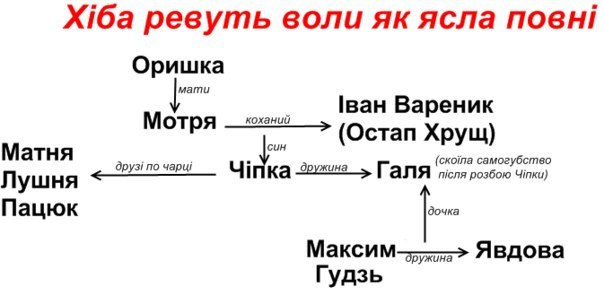 Хіба ревуть воли як ясла повні
Оришка
мати
Мотря
коханий
Іван Вареник
(Остап Хрущ)
син
Матня
Лушня
Пацюк
друзі по чарці
Чіпка
дружина
Галя
(скоїла самогубство
після розбою Чіпки)
дочка
Максим
Гудзь
дружина
Явдова